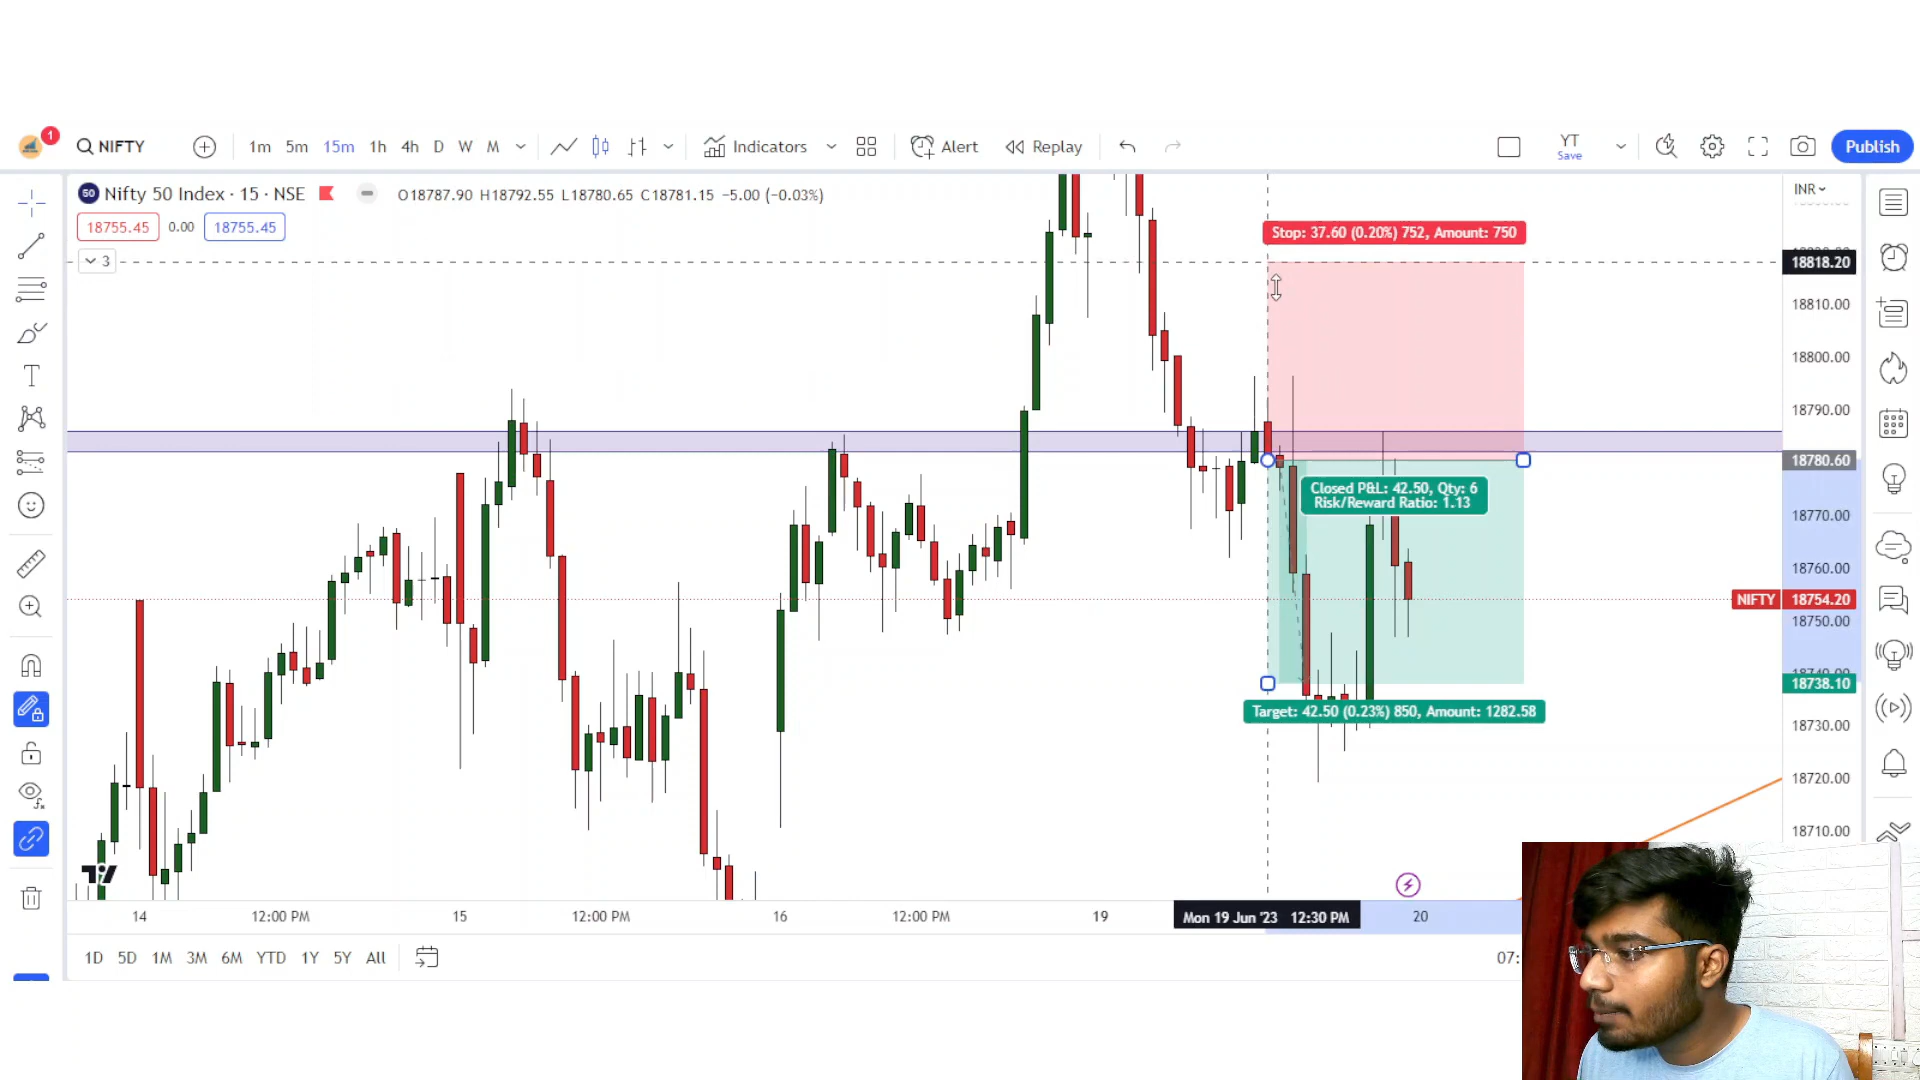 1
NIFTY
1m 5m 15m 1h 4h D W M
Indicators
Alert
Replay
YT
Save
Publish
50 Nifty 50 Index · 15 · NSE
O18787.90 H18792.55 L18780.65 C18781.15 −5.00 (−0.03%)
INR
18755.45 0.00 18755.45
3
Stop: 37.60 (0.20%) 752, Amount: 750
18818.20
18810.00
18800.00
18790.00
18780.60
Closed P&L: 42.50, Qty: 6
Risk/Reward Ratio: 1.13
18770.00
18760.00
NIFTY 18754.20
18750.00
18740.00
18738.10
Target: 42.50 (0.23%) 850, Amount: 1282.58
18730.00
18720.00
18710.00
14 12:00 PM 15 12:00 PM 16 12:00 PM 19 Mon 19 Jun '23 12:30 PM 20
1D 5D 1M 3M 6M YTD 1Y 5Y All
07: